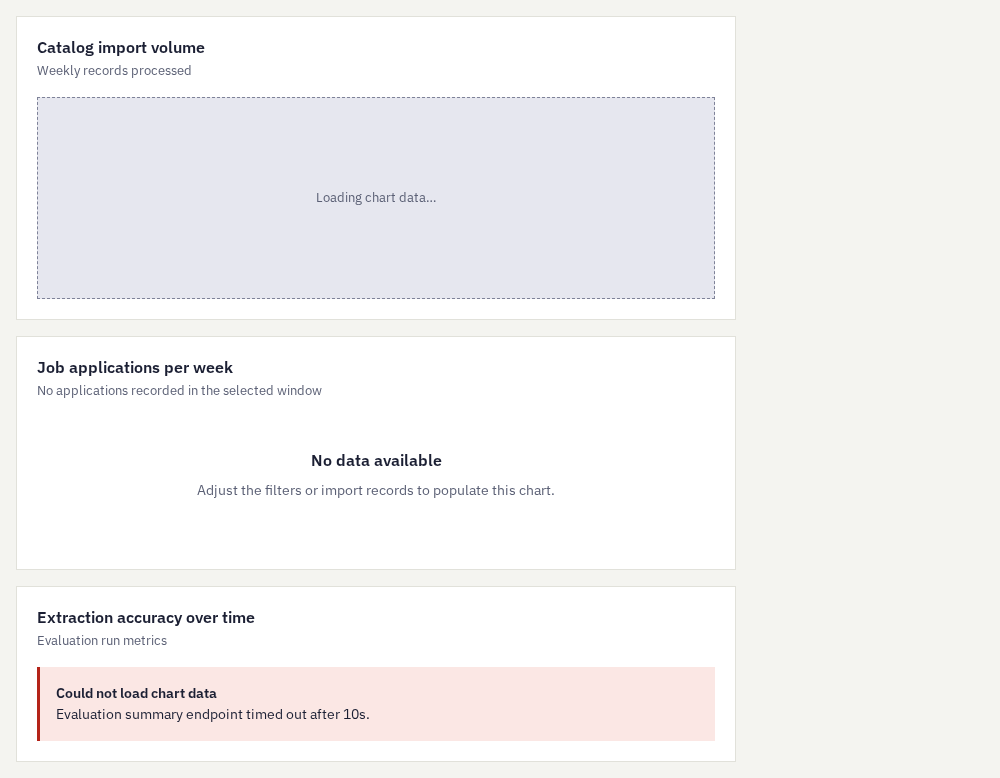 Catalog import volume
Weekly records processed
Loading chart data…
Job applications per week
No applications recorded in the selected window
No data available
Adjust the filters or import records to populate this chart.
Extraction accuracy over time
Evaluation run metrics
Could not load chart data
Evaluation summary endpoint timed out after 10s.